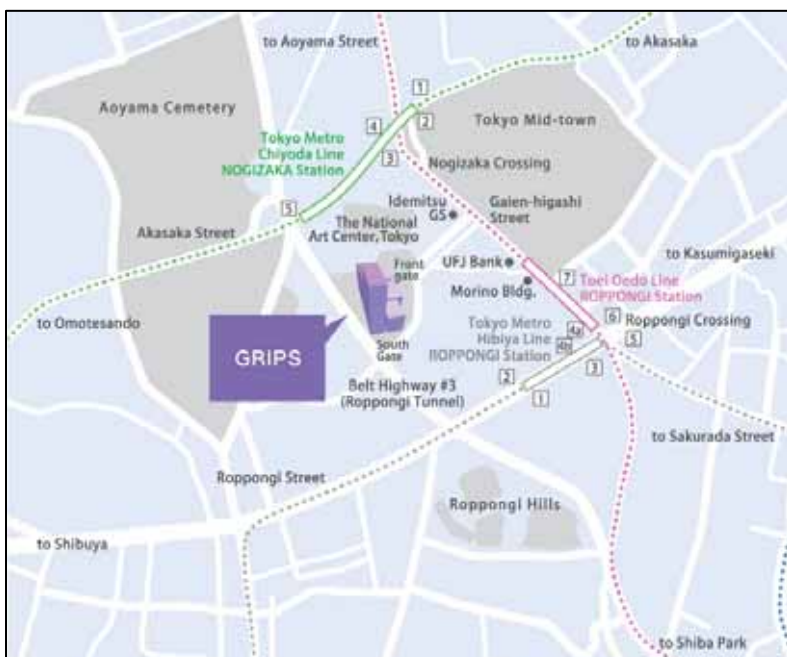 to Aoyama Street
to Akasaka
Aoyama Cemetery
1
2
4
3
Tokyo Mid-town
Tokyo Metro
Chiyoda Line
NOGIZAKA Station
Nogizaka Crossing
5
Idemitsu
GS
Gaien-higashi
Street
Akasaka Street
The National
Art Center, Tokyo
to Kasumigaseki
Front
gate
UFJ Bank
7
Toei Oedo Line
ROPPONGI Station
Morino Bldg.
to Omotesando
6
Roppongi Crossing
Tokyo Metro
Hibiya Line
ROPPONGI Station
4a
4b
5
3
GRIPS
South
Gate
2
1
Belt Highway #3
(Roppongi Tunnel)
to Sakurada Street
Roppongi Street
Roppongi Hills
to Shibuya
to Shiba Park